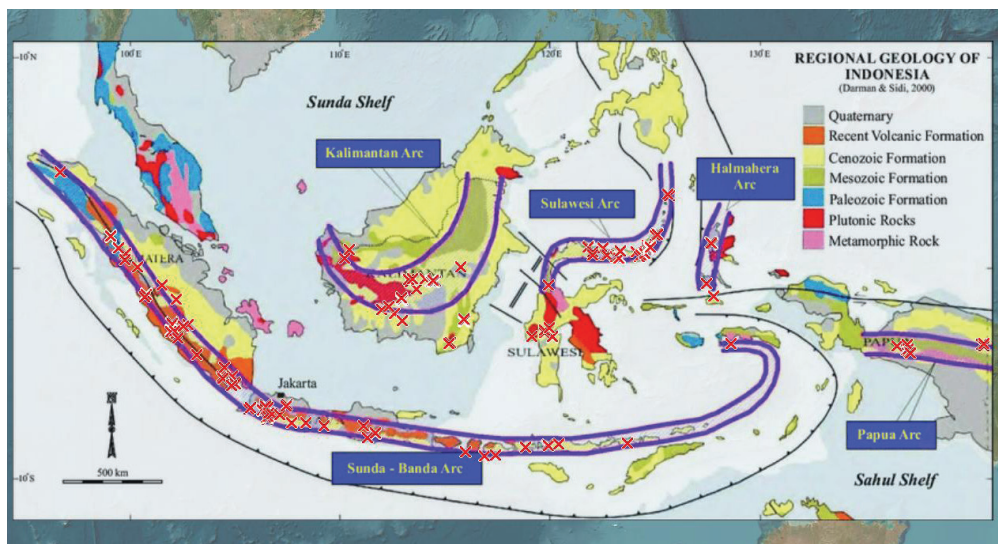 10°N
100°E
110°E
120°E
130°E
REGIONAL GEOLOGY OF
INDONESIA
(Darman & Sidi, 2000)
Quaternary
Recent Volcanic Formation
Cenozoic Formation
Mesozoic Formation
Paleozoic Formation
Plutonic Rocks
Metamorphic Rock
Sunda Shelf
Kalimantan Arc
Sulawesi Arc
Halmahera
Arc
SULAWESI
Jakarta
N
500 km
10°S
Sunda - Banda Arc
Papua Arc
Sahul Shelf